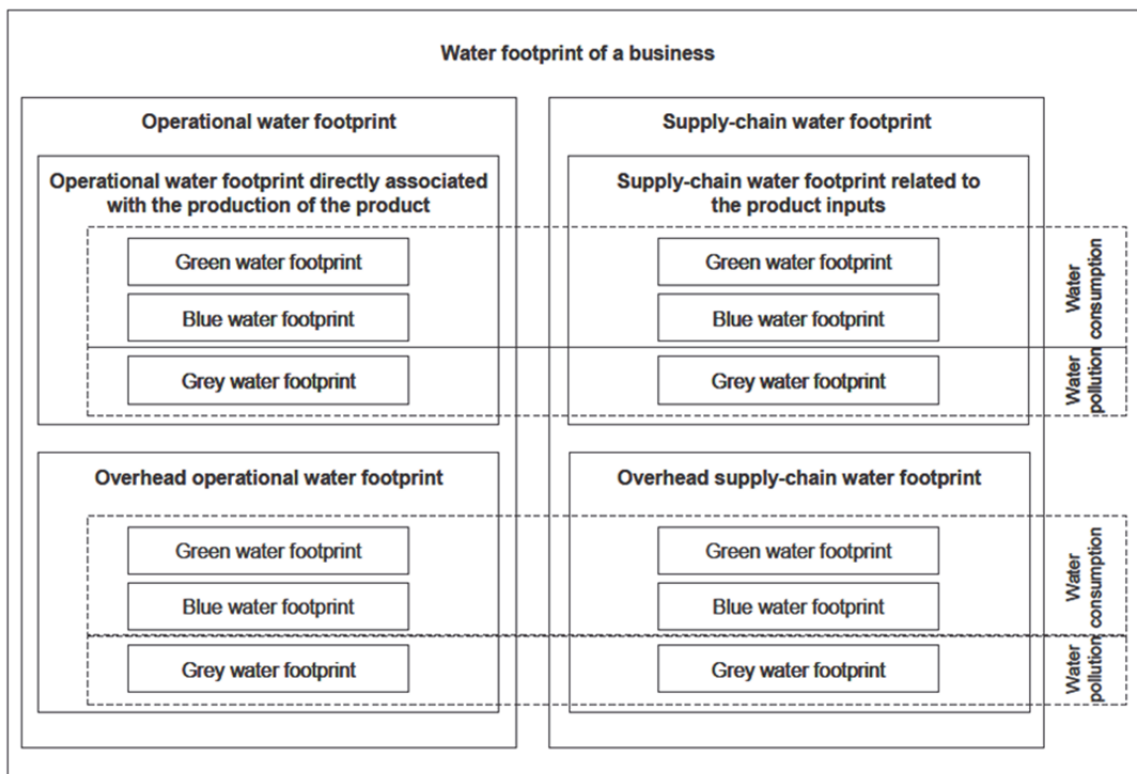 Water footprint of a business
Operational water footprint
Operational water footprint directly associated
with the production of the product
Green water footprint
Blue water footprint
Grey water footprint
Overhead operational water footprint
Green water footprint
Blue water footprint
Grey water footprint
Supply-chain water footprint
Supply-chain water footprint related to
the product inputs
Green water footprint
Blue water footprint
Grey water footprint
Overhead supply-chain water footprint
Green water footprint
Blue water footprint
Grey water footprint
Water
consumption
Water
pollution
Water
consumption
Water
pollution